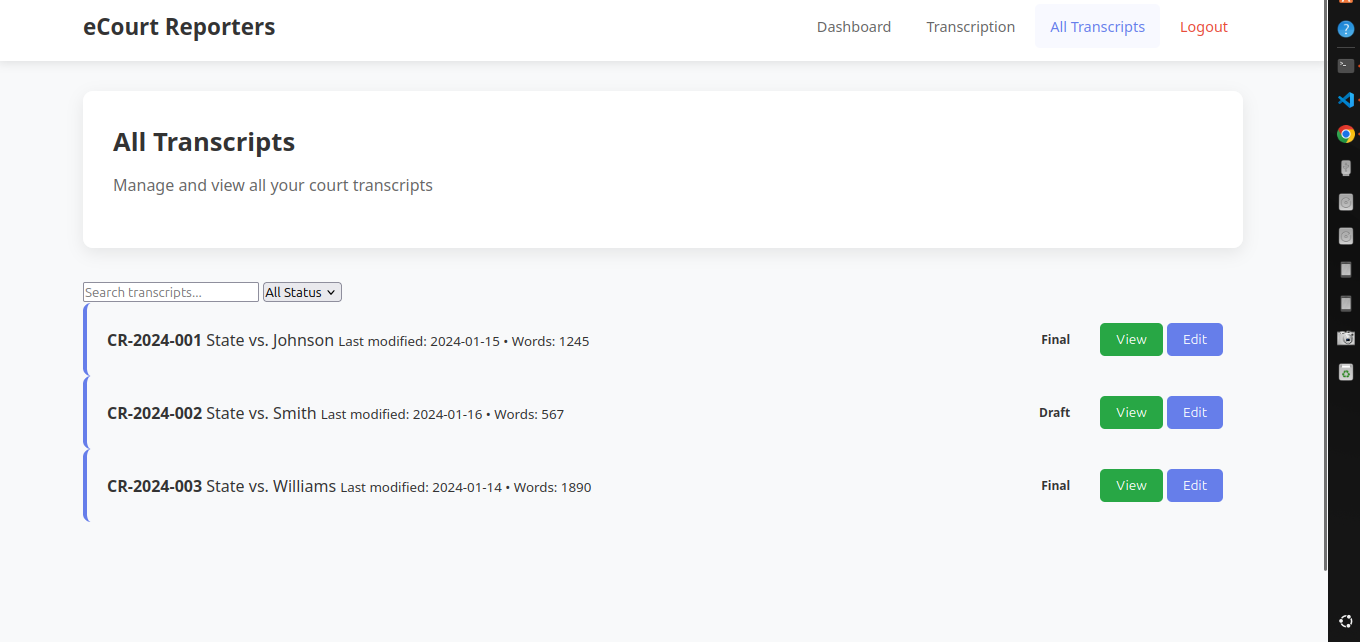 eCourt Reporters Dashboard Transcription All Transcripts Logout
All Transcripts
Manage and view all your court transcripts
Search transcripts... All Status
CR-2024-001 State vs. Johnson Last modified: 2024-01-15 • Words: 1245 Final View Edit
CR-2024-002 State vs. Smith Last modified: 2024-01-16 • Words: 567 Draft View Edit
CR-2024-003 State vs. Williams Last modified: 2024-01-14 • Words: 1890 Final View Edit